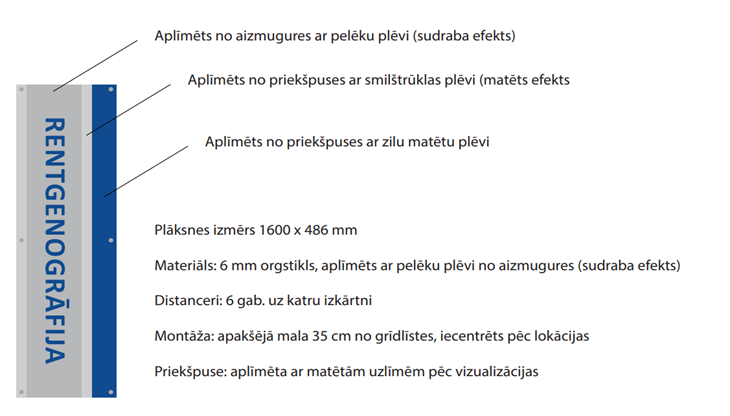 Aplīmēts no aizmugures ar pelēku plēvi (sudraba efekts)
Aplīmēts no priekšpuses ar smilštrūklas plēvi (matēts efekts
Aplīmēts no priekšpuses ar zilu matētu plēvi
RENTGENOGRĀFIJA
Plāksnes izmērs 1600 x 486 mm
Materiāls: 6 mm orgstikls, aplīmēts ar pelēku plēvi no aizmugures (sudraba efekts)
Distanceri: 6 gab. uz katru izkārtni
Montāža: apakšējā mala 35 cm no grīdlīstes, iecentrēts pēc lokācijas
Priekšpuse: aplīmēta ar matētām uzlīmēm pēc vizualizācijas